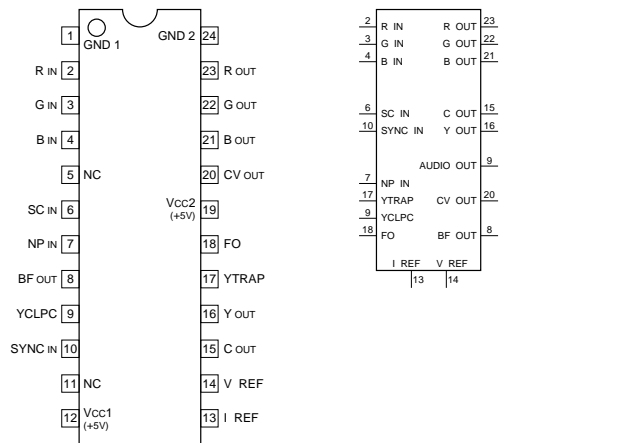 1 GND 1 GND 2 24
R IN 2 23 R OUT
G IN 3 22 G OUT
B IN 4 21 B OUT
5 NC 20 CV OUT
SC IN 6 Vcc2 (+5V) 19
NP IN 7 18 FO
BF OUT 8 17 YTRAP
YCLPC 9 16 Y OUT
SYNC IN 10 15 C OUT
11 NC 14 V REF
12 Vcc1 (+5V) 13 I REF
2 R IN R OUT 23
3 G IN G OUT 22
4 B IN B OUT 21
6 SC IN C OUT 15
10 SYNC IN Y OUT 16
AUDIO OUT 9
7 NP IN
17 YTRAP CV OUT 20
9 YCLPC
18 FO BF OUT 8
I REF V REF
13 14